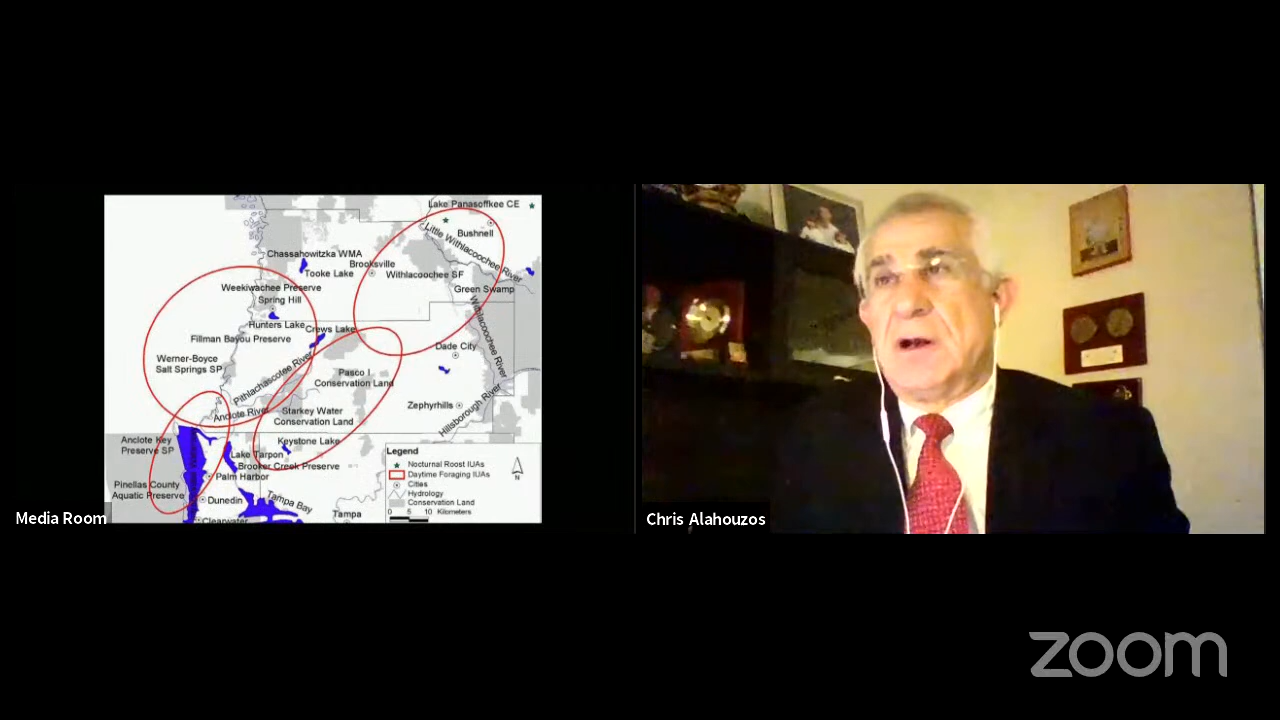 Lake Panasoffkee CE
Bushnell
Little Withlacoochee River
Chassahowitzka WMA
Brooksville
Tooke Lake
Withlacoochee SF
Weekiwachee Preserve
Green Swamp
Spring Hill
Withlacoochee River
Hunters Lake
Crews Lake
Fillman Bayou Preserve
Dade City
Werner-Boyce
Salt Springs SP
Pithlachascotee River
Pasco I
Conservation Land
Zephyrhills
Hillsborough River
Anclote River
Starkey Water
Conservation Land
Anclote Key
Preserve SP
Keystone Lake
Lake Tarpon
Brooker Creek Preserve
Palm Harbor
Pinellas County
Aquatic Preserve
Dunedin
Tampa Bay
Tampa
Clearwater
Legend
Nocturnal Roost IUAs
Daytime Foraging IUAs
Cities
Hydrology
Conservation Land
0 5 10 Kilometers
N
Media Room
Chris Alahouzos
zoom